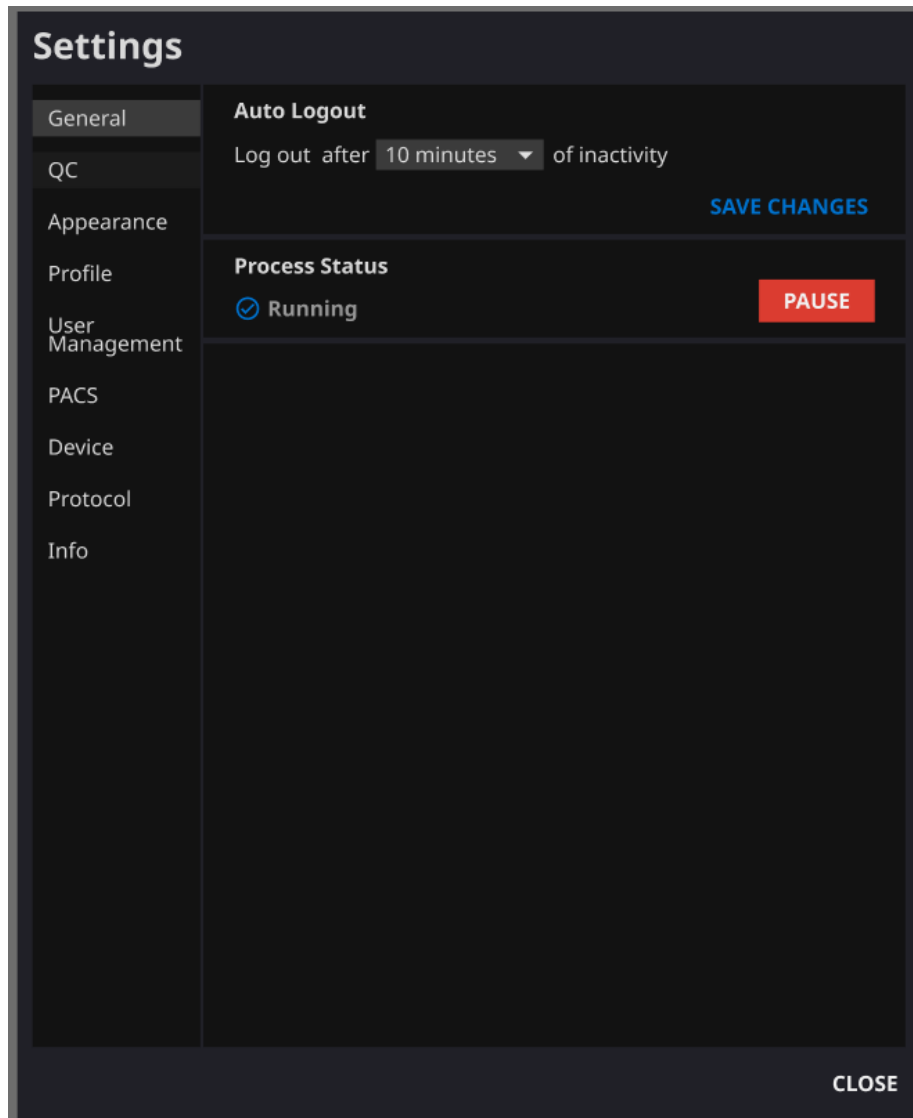 Settings
General
QC
Appearance
Profile
User
Management
PACS
Device
Protocol
Info
Auto Logout
Log out after 10 minutes of inactivity
SAVE CHANGES
Process Status
Running
PAUSE
CLOSE